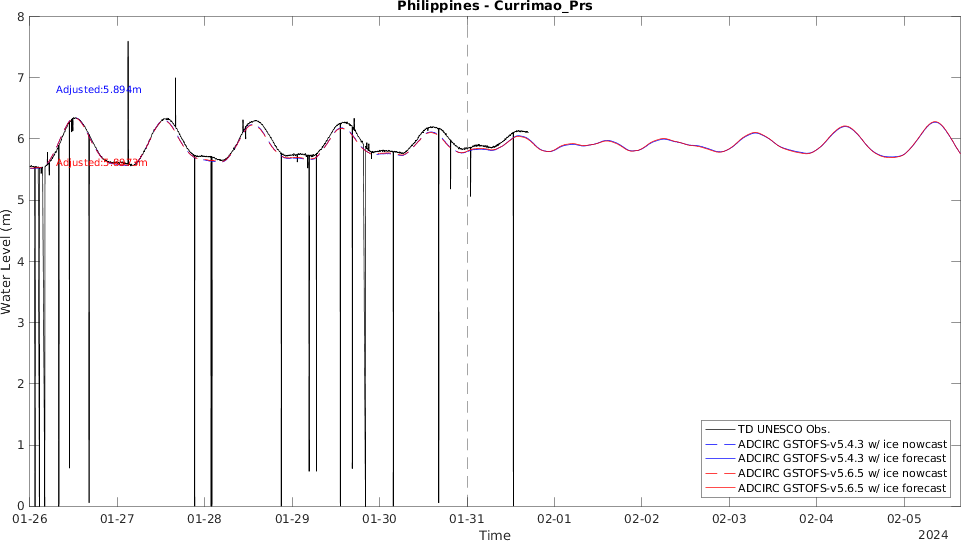 Philippines - Currimao_Prs
8
7
6
5
4
3
2
1
0
Water Level (m)
Adjusted:5.894m
TD UNESCO Obs.
ADCIRC GSTOFS-v5.4.3 w/ ice nowcast
ADCIRC GSTOFS-v5.4.3 w/ ice forecast
ADCIRC GSTOFS-v5.6.5 w/ ice nowcast
ADCIRC GSTOFS-v5.6.5 w/ ice forecast
01-26 01-27 01-28 01-29 01-30 01-31 02-01 02-02 02-03 02-04 02-05
Time
2024